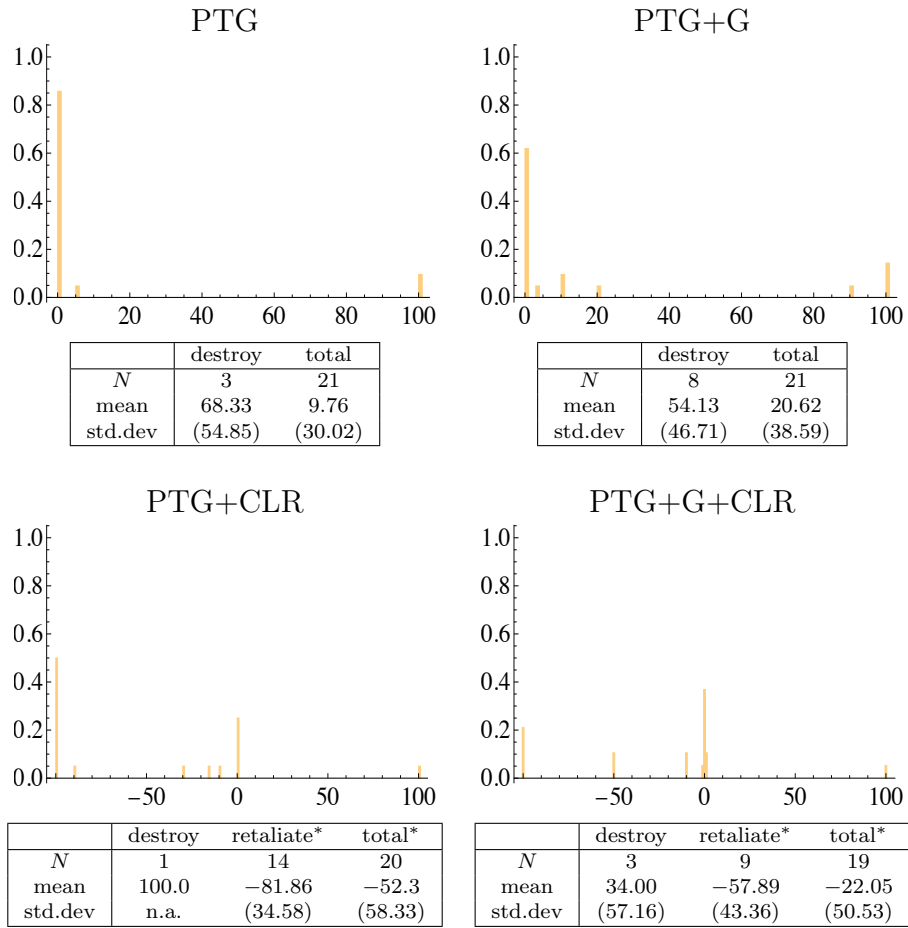 PTG
1.0
0.8
0.6
0.4
0.2
0.0
0 20 40 60 80 100
destroy total
N 3 21
mean 68.33 9.76
std.dev (54.85) (30.02)
PTG+G
1.0
0.8
0.6
0.4
0.2
0.0
0 20 40 60 80 100
destroy total
N 8 21
mean 54.13 20.62
std.dev (46.71) (38.59)
PTG+CLR
1.0
0.8
0.6
0.4
0.2
0.0
−50 0 50 100
destroy retaliate* total*
N 1 14 20
mean 100.0 −81.86 −52.3
std.dev n.a. (34.58) (58.33)
PTG+G+CLR
1.0
0.8
0.6
0.4
0.2
0.0
−50 0 50 100
destroy retaliate* total*
N 3 9 19
mean 34.00 −57.89 −22.05
std.dev (57.16) (43.36) (50.53)